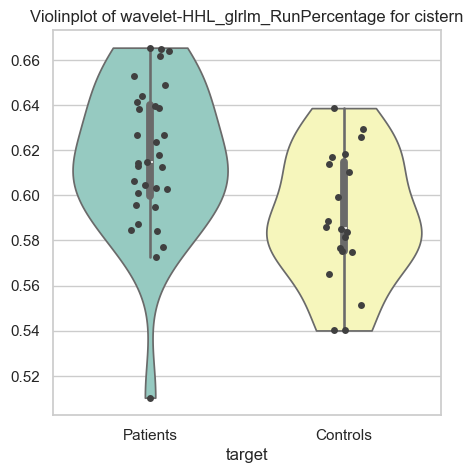 Violinplot of wavelet-HHL_glrlm_RunPercentage for cistern
0.66
0.64
0.62
0.60
0.58
0.56
0.54
0.52
Patients Controls
target